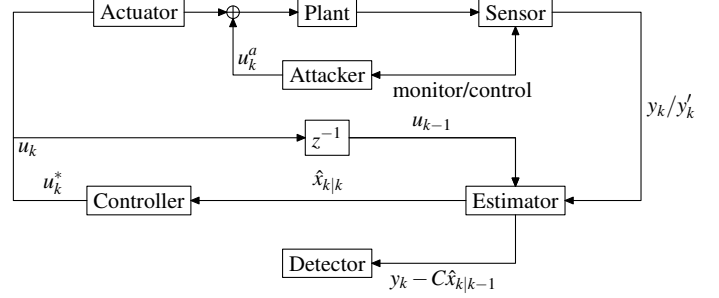 Actuator
Plant
Sensor
u_k^a
Attacker
monitor/control
y_k/y'_k
u_{k-1}
z^{-1}
u_k
u_k^*
x̂_{k|k}
Controller
Estimator
Detector
y_k − Cx̂_{k|k-1}